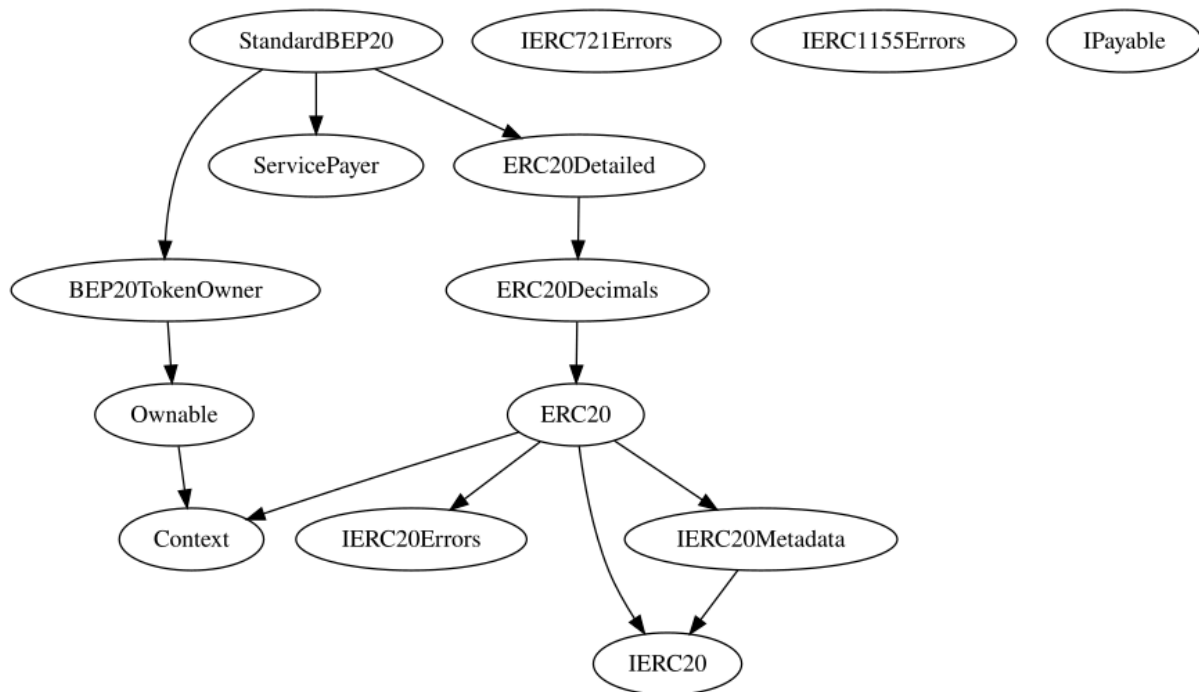 StandardBEP20
IERC721Errors
IERC1155Errors
IPayable
ServicePayer
ERC20Detailed
BEP20TokenOwner
ERC20Decimals
Ownable
ERC20
Context
IERC20Errors
IERC20Metadata
IERC20